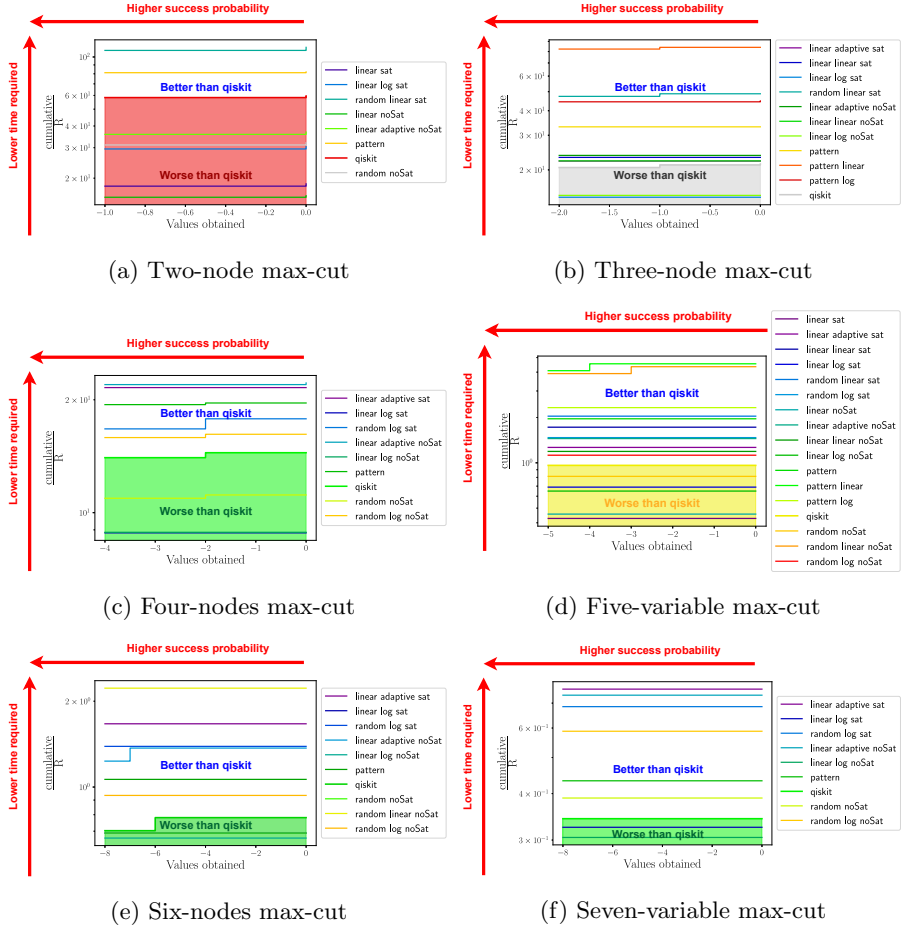 Higher success probability
Lower time required
cumulative
R
10²
6 × 10¹
4 × 10¹
3 × 10¹
2 × 10¹
Better than qiskit
Worse than qiskit
−1.0 −0.8 −0.6 −0.4 −0.2 0.0
Values obtained
linear sat
linear log sat
random linear sat
linear noSat
linear adaptive noSat
pattern
qiskit
random noSat
(a) Two-node max-cut
Higher success probability
Lower time required
cumulative
R
6 × 10¹
4 × 10¹
3 × 10¹
2 × 10¹
Better than qiskit
Worse than qiskit
−2.0 −1.5 −1.0 −0.5 0.0
Values obtained
linear adaptive sat
linear linear sat
linear log sat
random linear sat
linear adaptive noSat
linear linear noSat
linear log noSat
pattern
pattern linear
pattern log
qiskit
(b) Three-node max-cut
Higher success probability
Lower time required
cumulative
R
2 × 10¹
10¹
Better than qiskit
Worse than qiskit
−4 −3 −2 −1 0
Values obtained
linear adaptive sat
linear log sat
random log sat
linear adaptive noSat
linear log noSat
pattern
qiskit
random noSat
random log noSat
(c) Four-nodes max-cut
Higher success probability
Lower time required
cumulative
R
10⁰
Better than qiskit
Worse than qiskit
−5 −4 −3 −2 −1 0
Values obtained
linear sat
linear adaptive sat
linear linear sat
linear log sat
random linear sat
random log sat
linear noSat
linear adaptive noSat
linear linear noSat
linear log noSat
pattern
pattern linear
pattern log
qiskit
random noSat
random linear noSat
random log noSat
(d) Five-variable max-cut
Higher success probability
Lower time required
cumulative
R
2 × 10⁰
10⁰
Better than qiskit
Worse than qiskit
−8 −6 −4 −2 0
Values obtained
linear adaptive sat
linear log sat
random log sat
linear adaptive noSat
linear log noSat
pattern
qiskit
random noSat
random linear noSat
random log noSat
(e) Six-nodes max-cut
Higher success probability
Lower time required
cumulative
R
6 × 10⁻¹
4 × 10⁻¹
3 × 10⁻¹
Better than qiskit
Worse than qiskit
−8 −6 −4 −2 0
Values obtained
linear adaptive sat
linear log sat
random log sat
linear adaptive noSat
linear log noSat
pattern
qiskit
random noSat
random log noSat
(f) Seven-variable max-cut